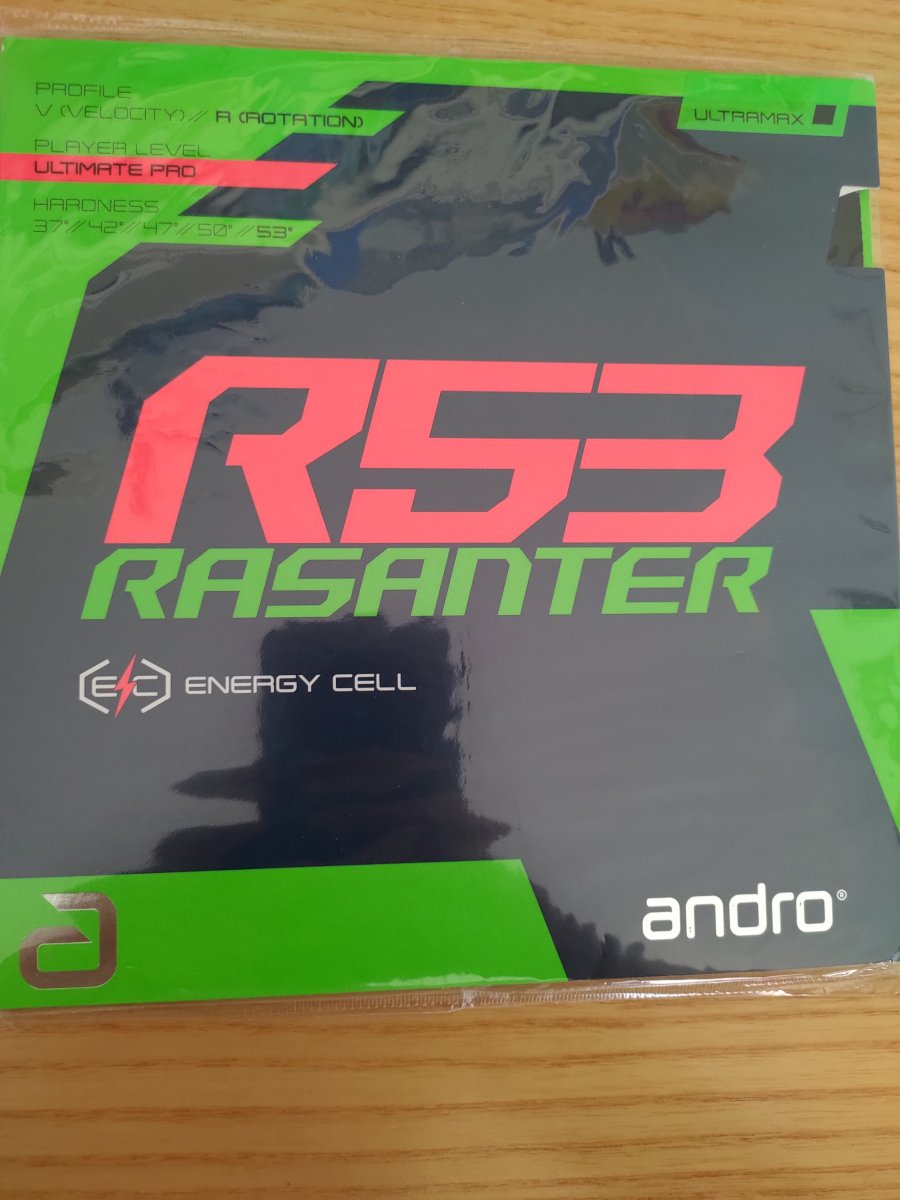 PROFILE
V (VELOCITY) // R (ROTATION)
PLAYER LEVEL
ULTIMATE PRO
HARDNESS
37°//42°//47°//50°//53°
ULTRAMAX
R53
RASANTER
EC ENERGY CELL
a
andro®